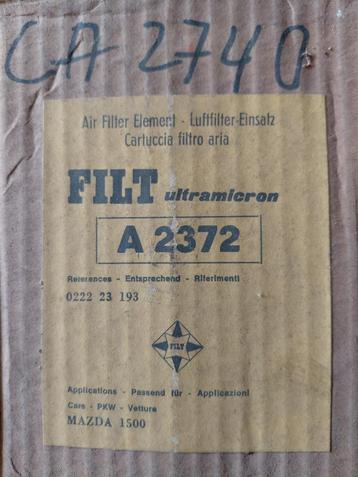 CA 2740
Air Filter Element - Luftfilter-Einsatz
Cartuccia filtro aria
FILT ultramicron
A 2372
References - Entsprechend - Riferimenti
0222 23 193
FILT
Applications - Passend für - Applicazioni
Cars - PKW - Vetture
MAZDA 1500